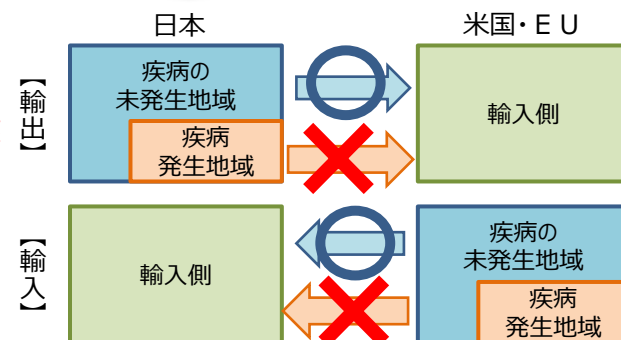 日本
米国・ＥＵ
【輸出】
疾病の
未発生地域
疾病
発生地域
輸入側
【輸入】
輸入側
疾病の
未発生地域
疾病
発生地域